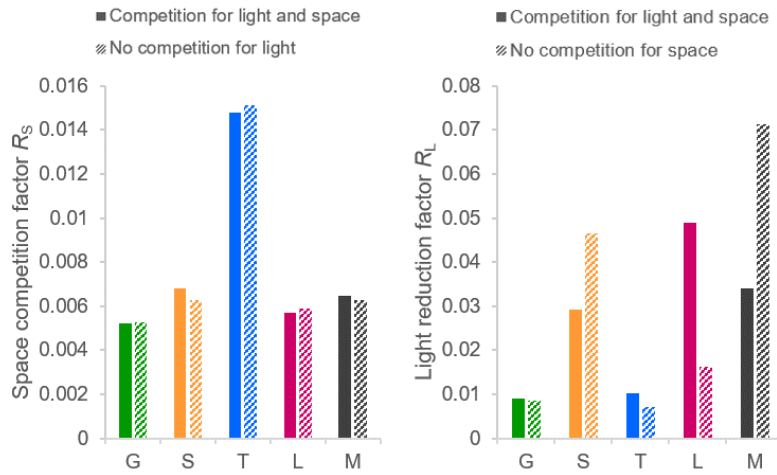 Competition for light and space
No competition for light
Space competition factor R_S
0.016
0.014
0.012
0.01
0.008
0.006
0.004
0.002
0
G S T L M
Competition for light and space
No competition for space
Light reduction factor R_L
0.08
0.07
0.06
0.05
0.04
0.03
0.02
0.01
0
G S T L M